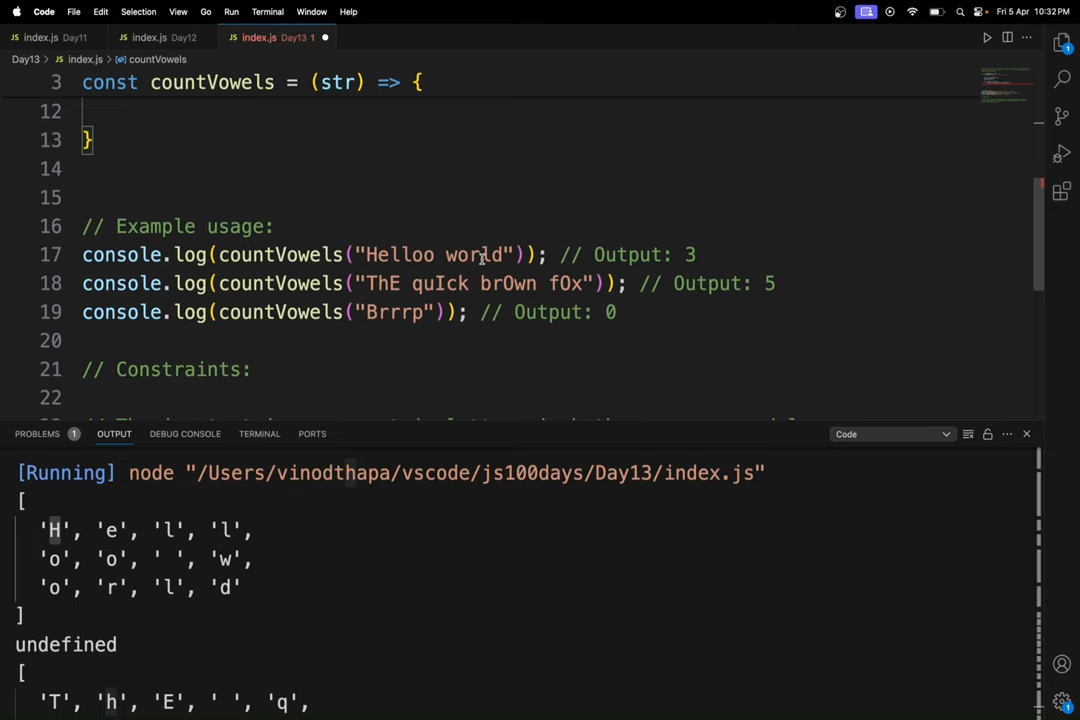 Code File Edit Selection View Go Run Terminal Window Help Fri 5 Apr 10:32 PM
index.js Day11 index.js Day12 index.js Day13 1
Day13 > index.js > countVowels
3 const countVowels = (str) => {
12
13 }
14
15
16 // Example usage:
17 console.log(countVowels("Helloo world")); // Output: 3
18 console.log(countVowels("ThE quIck brOwn fOx")); // Output: 5
19 console.log(countVowels("Brrrp")); // Output: 0
20
21 // Constraints:
22
PROBLEMS 1 OUTPUT DEBUG CONSOLE TERMINAL PORTS Code
[Running] node "/Users/vinodthapa/vscode/js100days/Day13/index.js"
[
'H', 'e', 'l', 'l',
'o', 'o', ' ', 'w',
'o', 'r', 'l', 'd'
]
undefined
[
'T', 'h', 'E', ' ', 'q',